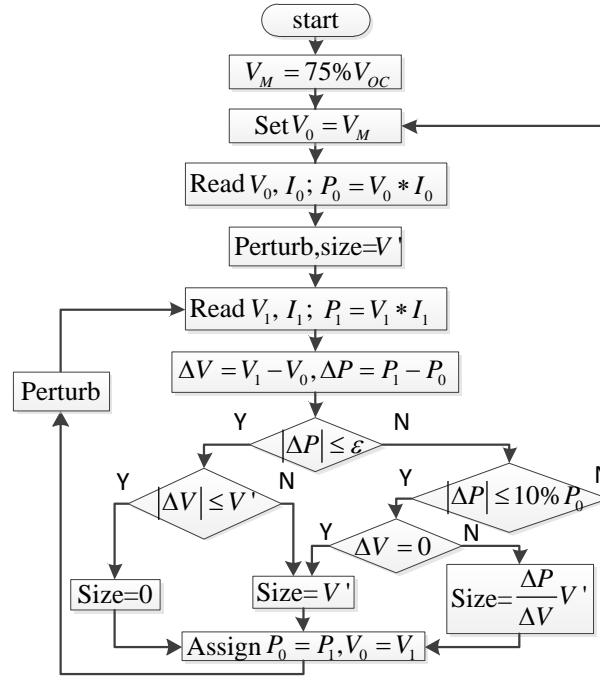 start
V_M = 75%V_OC
Set V_0 = V_M
Read V_0, I_0; P_0 = V_0 * I_0
Perturb,size=V '
Read V_1, I_1; P_1 = V_1 * I_1
ΔV = V_1 − V_0, ΔP = P_1 − P_0
Perturb
Y
N
|ΔP| ≤ ε
Y
N
|ΔV| ≤ V '
Y
N
|ΔP| ≤ 10% P_0
Y
N
ΔV = 0
Size=0
Size= V '
Size= ΔP/ΔV V '
Assign P_0 = P_1, V_0 = V_1